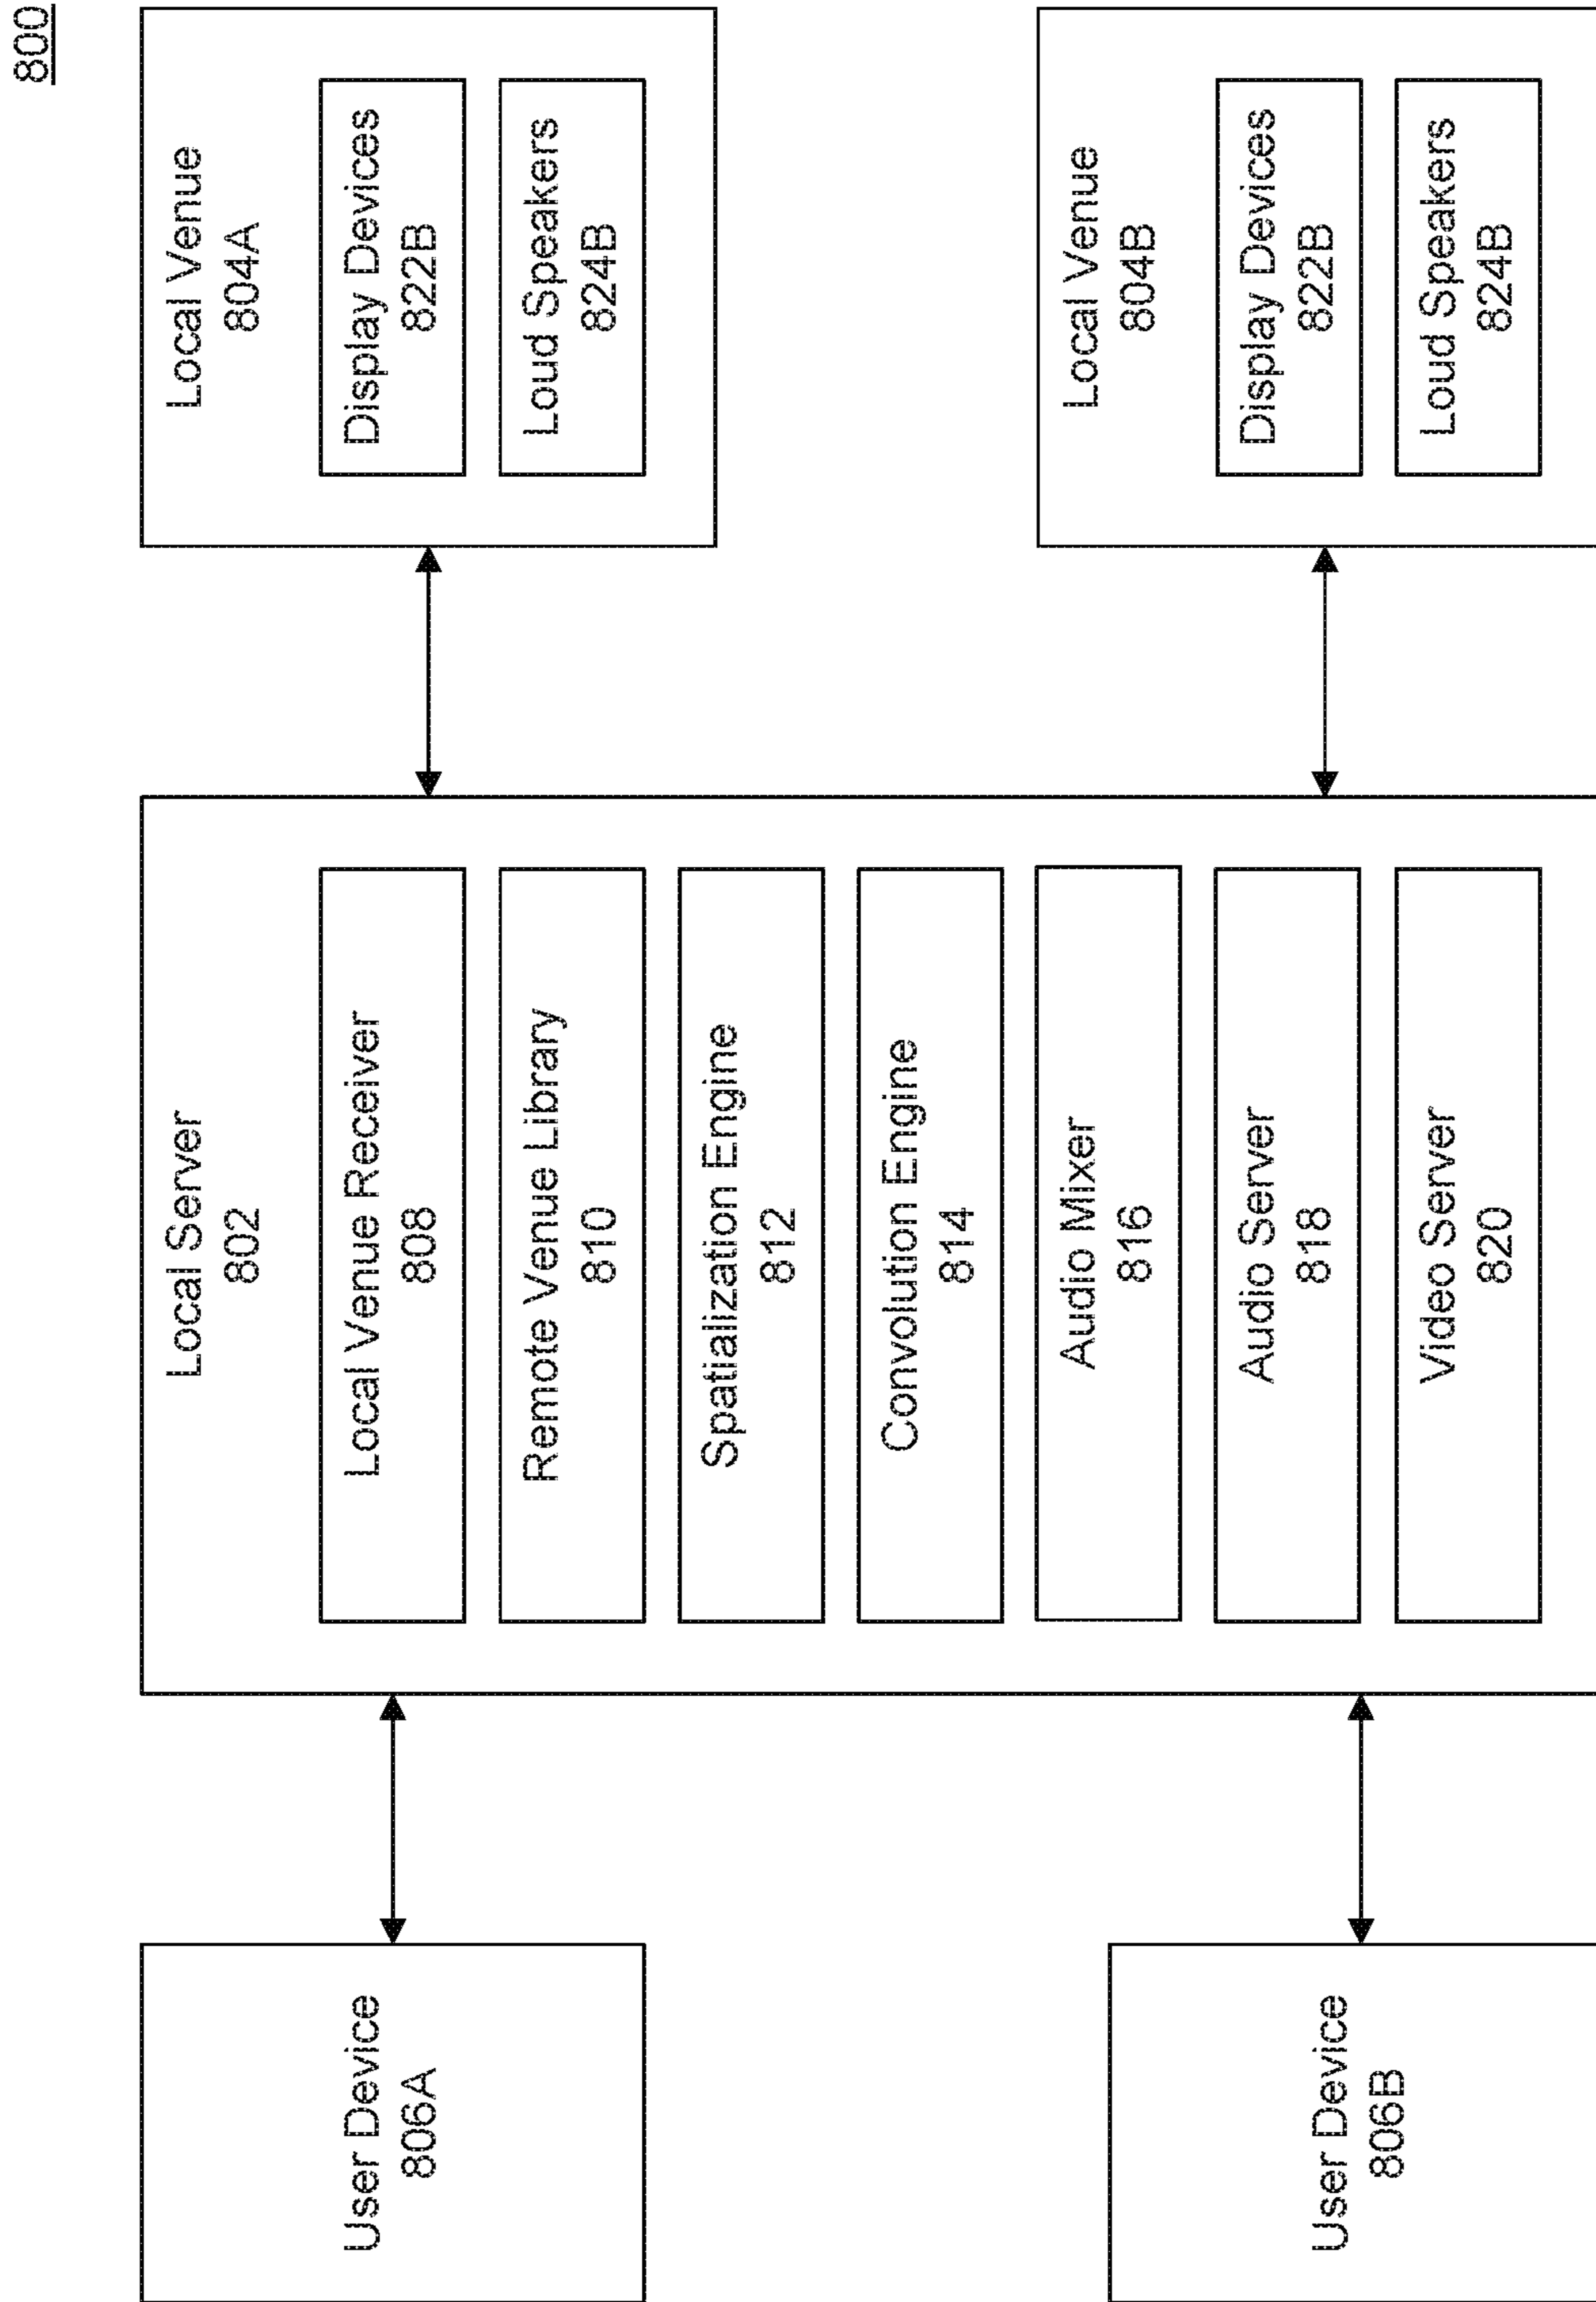 800
User Device
806A
User Device
806B
Local Server
802
Local Venue Receiver
808
Remote Venue Library
810
Spatialization Engine
812
Convolution Engine
814
Audio Mixer
816
Audio Server
818
Video Server
820
Local Venue
804A
Display Devices
822B
Loud Speakers
824B
Local Venue
804B
Display Devices
822B
Loud Speakers
824B